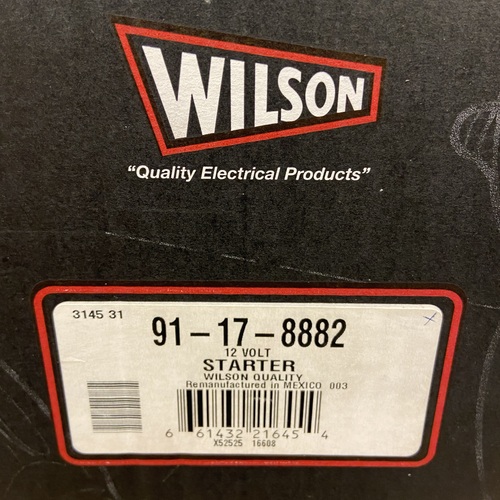 WILSON
“Quality Electrical Products”
3145 31
91-17-8882
12 VOLT
STARTER
WILSON QUALITY
Remanufactured in MEXICO 003
6 61432 21645 4
X52525 16608